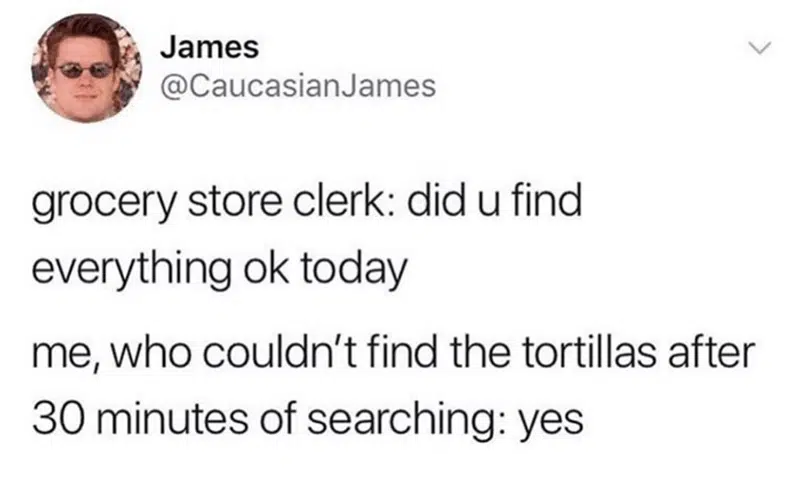 James
@CaucasianJames
grocery store clerk: did u find
everything ok today
me, who couldn't find the tortillas after
30 minutes of searching: yes